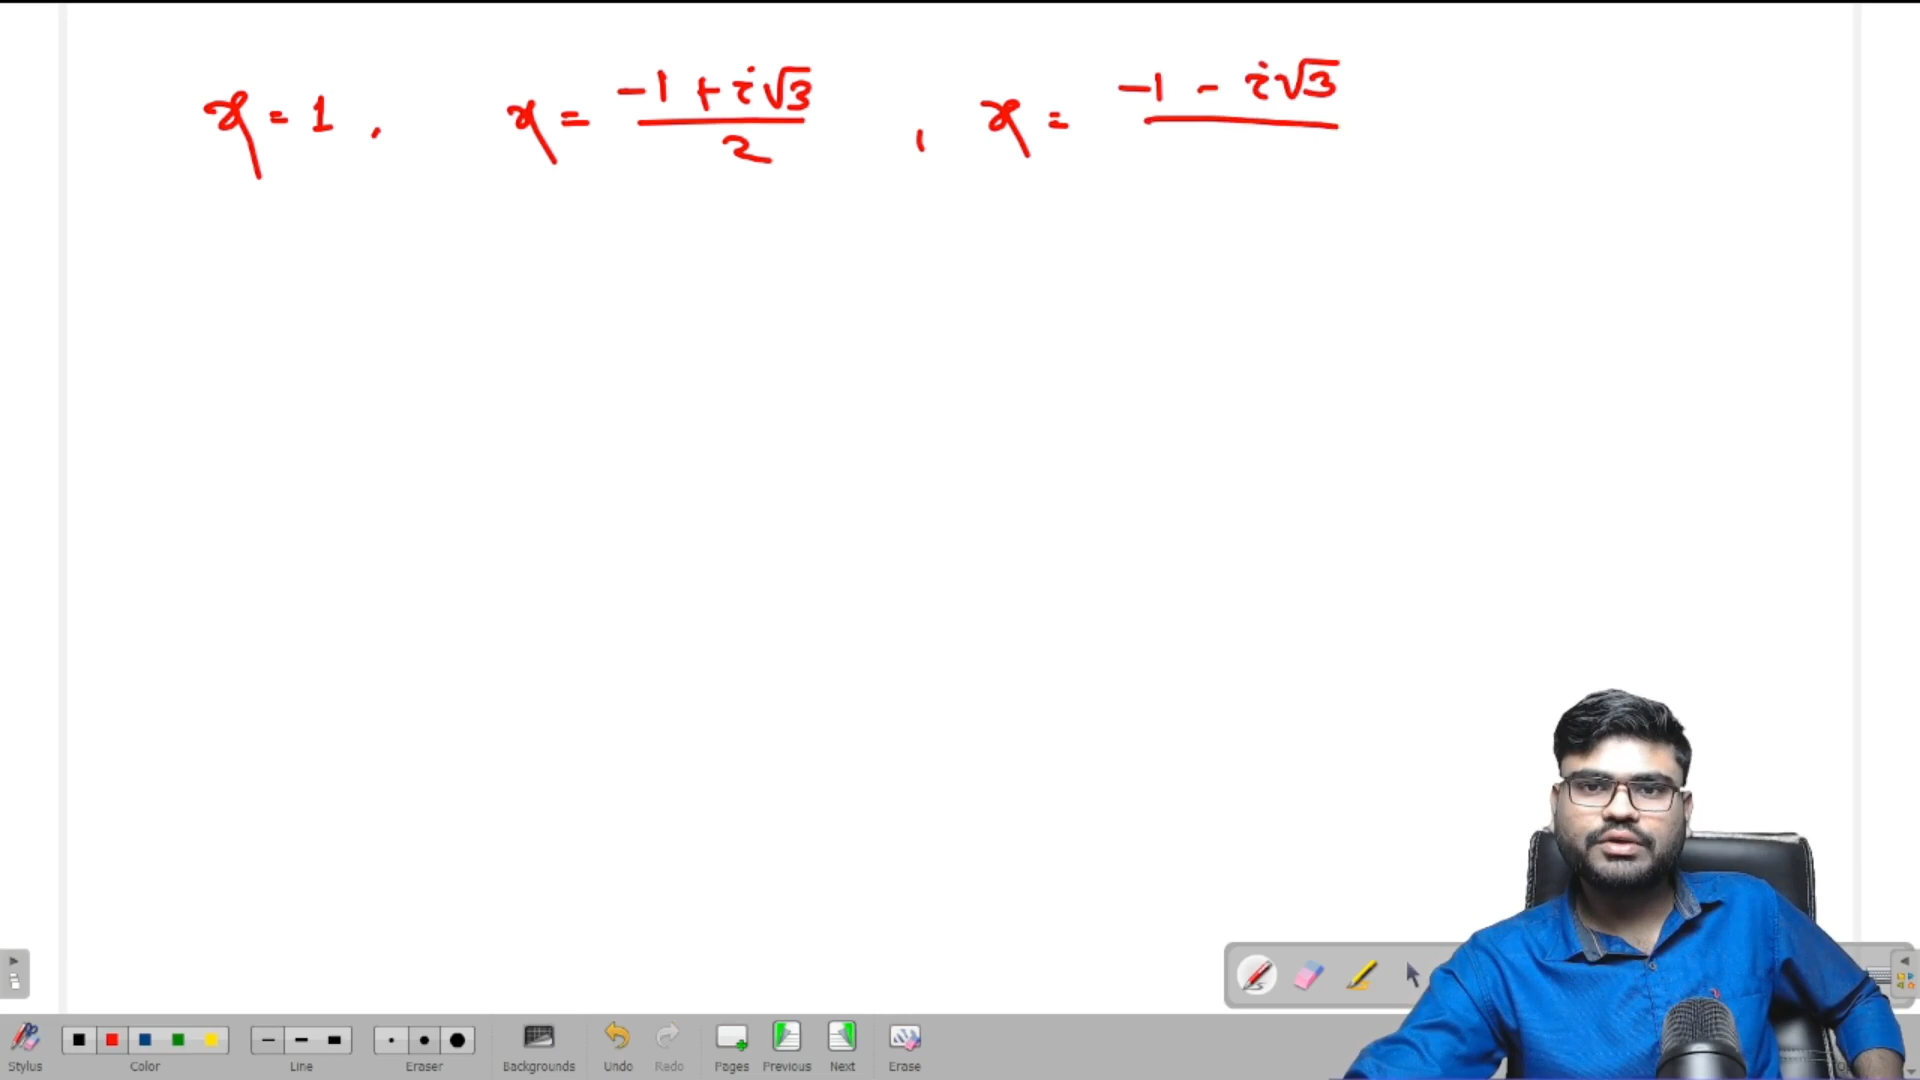 x = 1 , x = (-1 + i√3)/2 , x = -1 - i√3
Stylus Color Line Eraser Backgrounds Undo Redo Pages Previous Next Erase